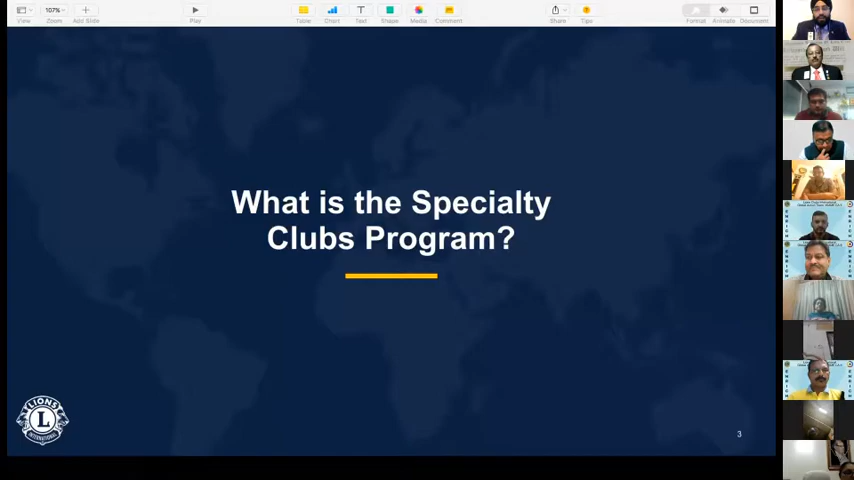 107%
View
Zoom
Add Slide
Play
Table
Chart
Text
Shape
Media
Comment
Share
Tips
Format
Animate
Document
What is the Specialty
Clubs Program?
LIONS
L
INTERNATIONAL
3